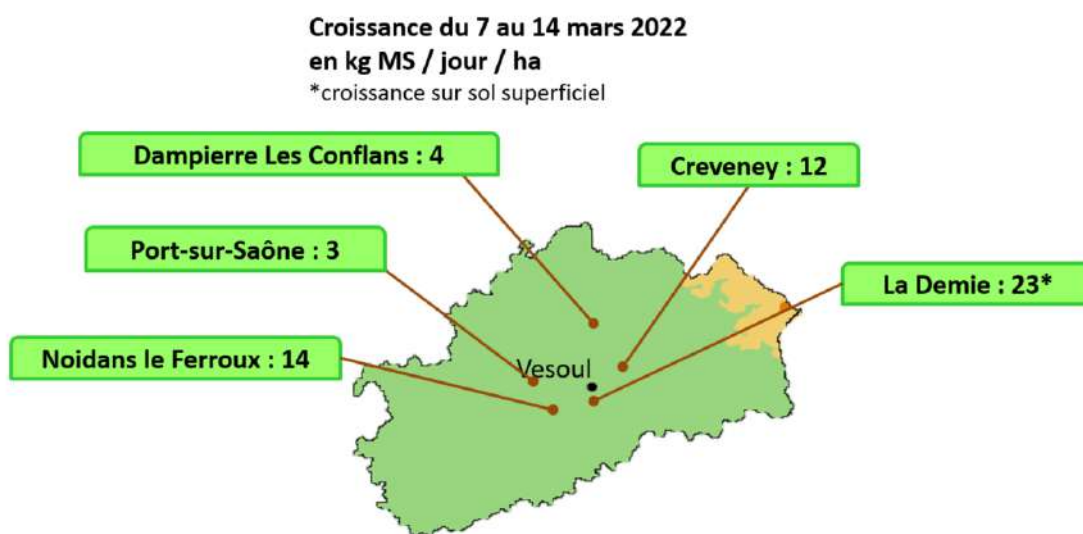 Croissance du 7 au 14 mars 2022
en kg MS / jour / ha
*croissance sur sol superficiel
Dampierre Les Conflans : 4
Creveney : 12
Port-sur-Saône : 3
La Demie : 23*
Noidans le Ferroux : 14
Vesoul